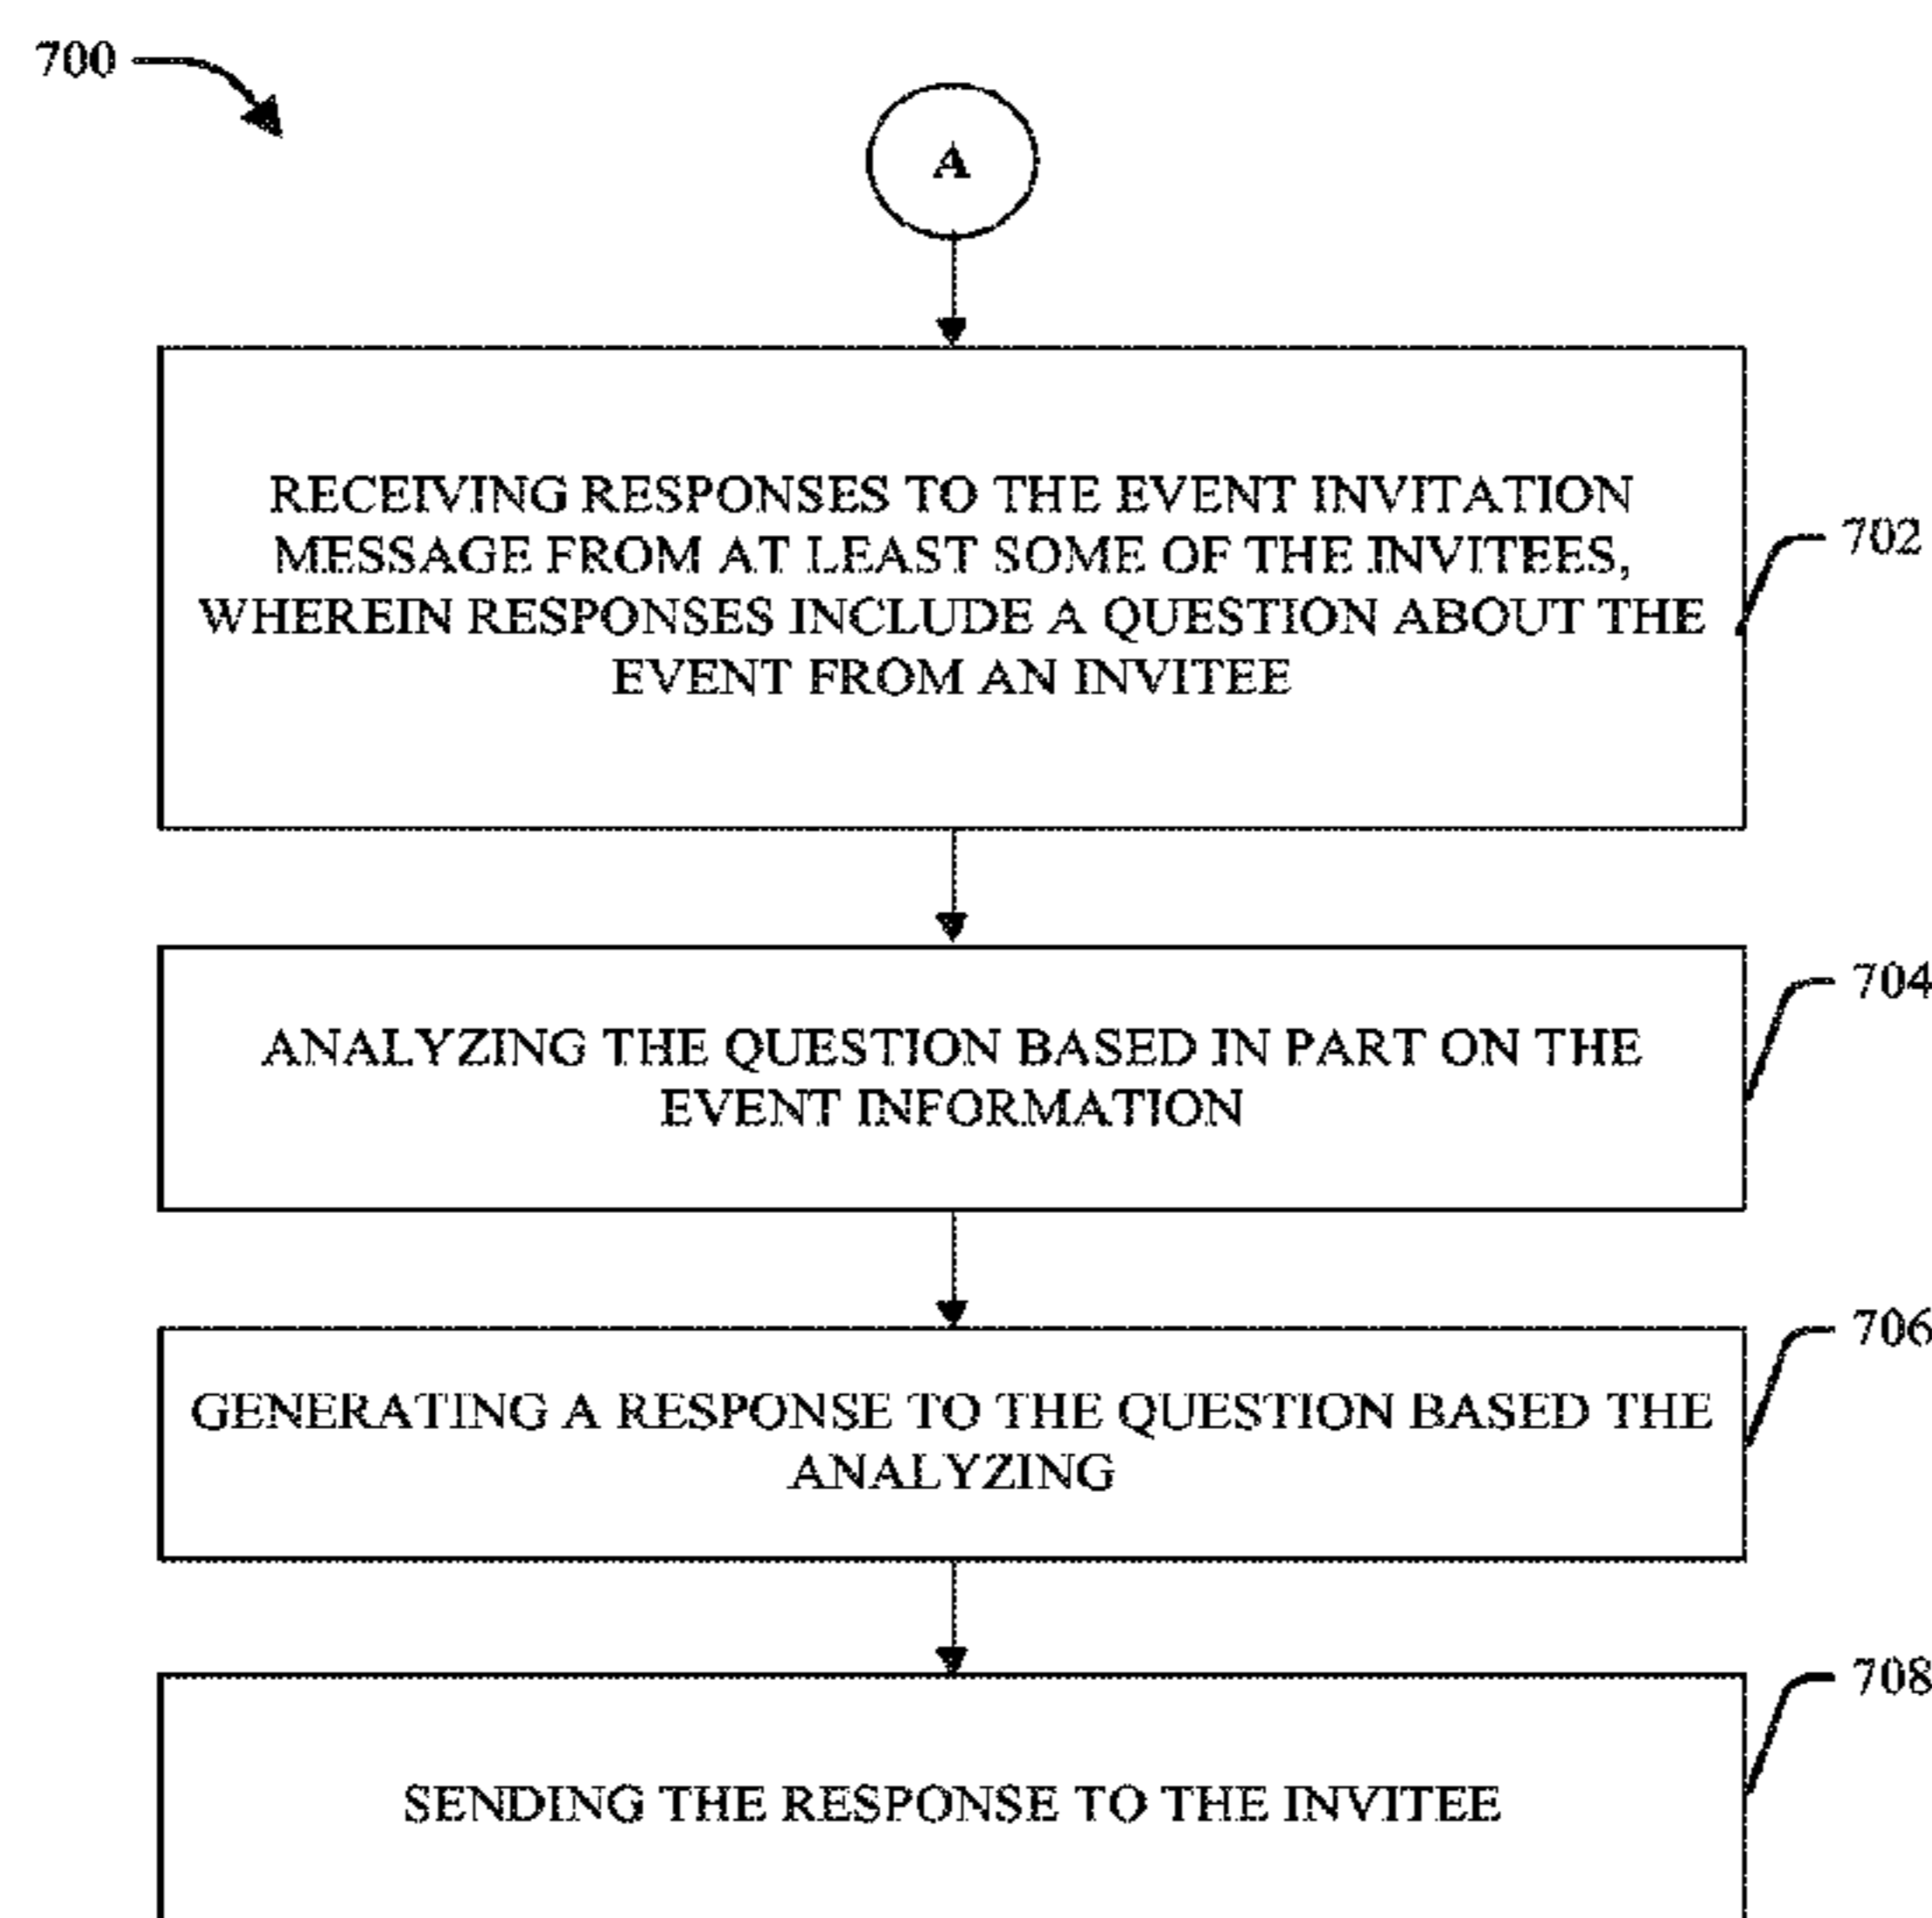 700
A
RECEIVING RESPONSES TO THE EVENT INVITATION
MESSAGE FROM AT LEAST SOME OF THE INVITEES,
WHEREIN RESPONSES INCLUDE A QUESTION ABOUT THE
EVENT FROM AN INVITEE
702
ANALYZING THE QUESTION BASED IN PART ON THE
EVENT INFORMATION
704
GENERATING A RESPONSE TO THE QUESTION BASED THE
ANALYZING
706
SENDING THE RESPONSE TO THE INVITEE
708